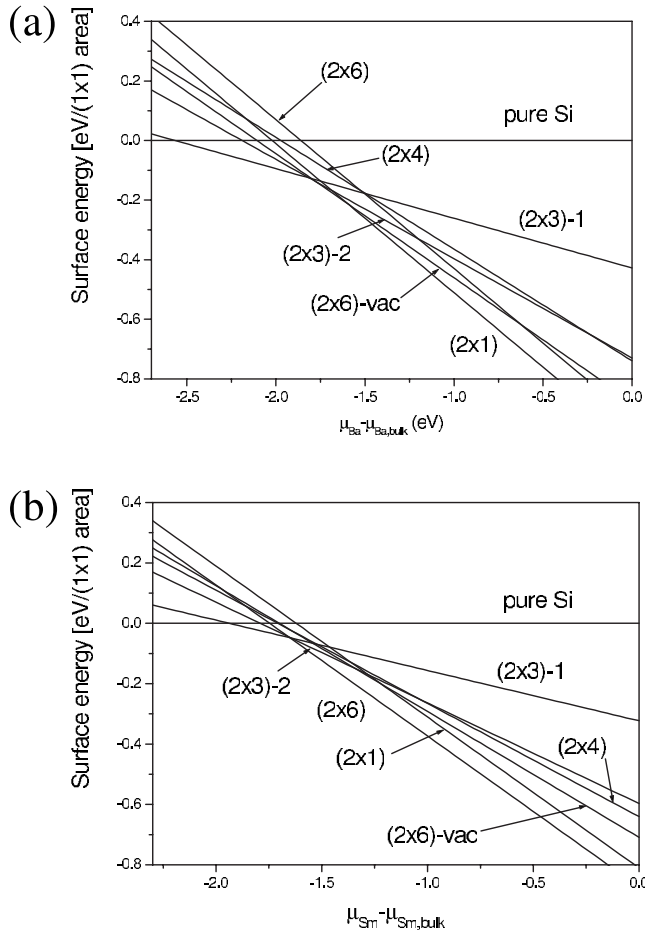 (a)
Surface energy [eV/(1x1) area]
0.4
0.2
0.0
-0.2
-0.4
-0.6
-0.8
(2x6)
pure Si
(2x4)
(2x3)-1
(2x3)-2
(2x6)-vac
(2x1)
-2.5 -2.0 -1.5 -1.0 -0.5 0.0
μBa-μBa,bulk (eV)
(b)
Surface energy [eV/(1x1) area]
0.4
0.2
0.0
-0.2
-0.4
-0.6
-0.8
pure Si
(2x3)-1
(2x3)-2
(2x6)
(2x4)
(2x1)
(2x6)-vac
-2.0 -1.5 -1.0 -0.5 0.0
μSm-μSm,bulk